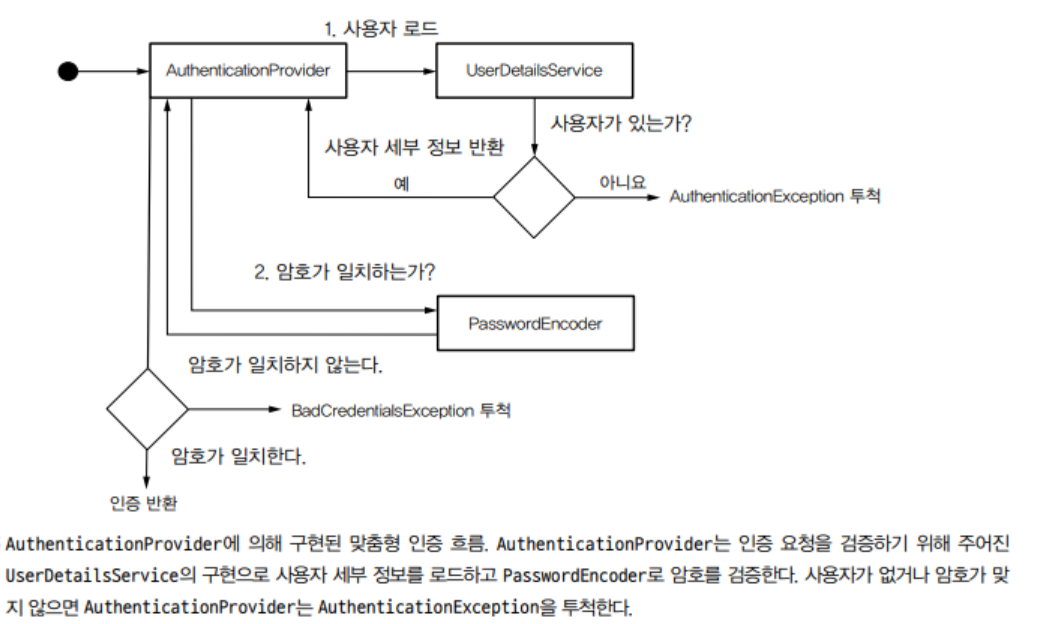 1. 사용자 로드
AuthenticationProvider
UserDetailsService
사용자가 있는가?
사용자 세부 정보 반환
예
아니요
AuthenticationException 투척
2. 암호가 일치하는가?
PasswordEncoder
암호가 일치하지 않는다.
BadCredentialsException 투척
암호가 일치한다.
인증 반환
AuthenticationProvider에 의해 구현된 맞춤형 인증 흐름. AuthenticationProvider는 인증 요청을 검증하기 위해 주어진
UserDetailsService의 구현으로 사용자 세부 정보를 로드하고 PasswordEncoder로 암호를 검증한다. 사용자가 없거나 암호가 맞
지 않으면 AuthenticationProvider는 AuthenticationException을 투척한다.